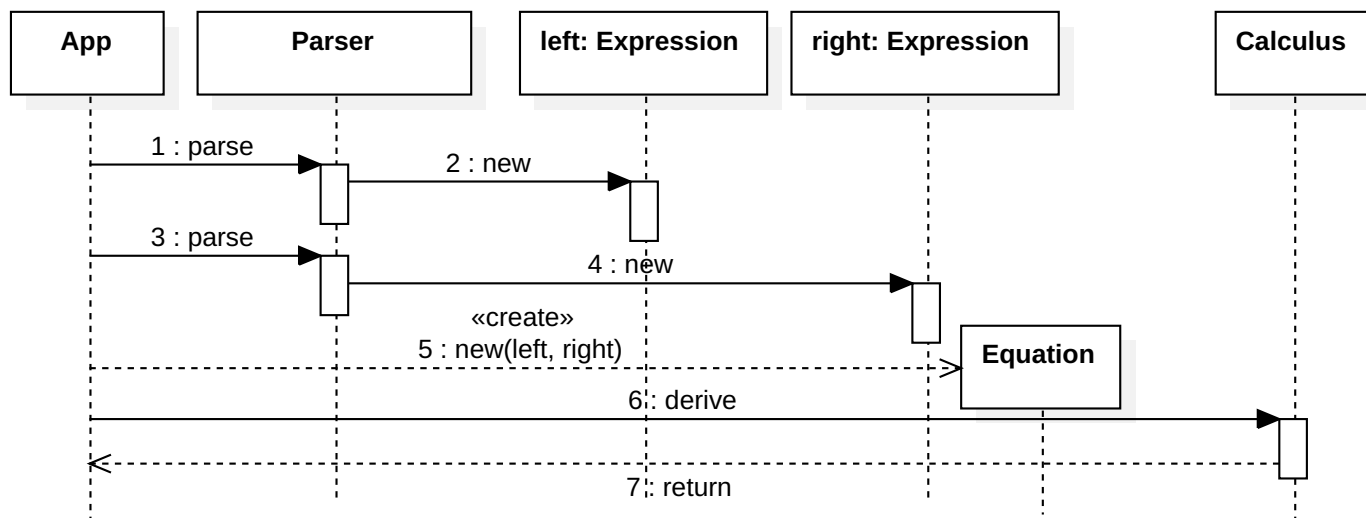 App
Parser
left: Expression
right: Expression
Calculus
1 : parse
2 : new
3 : parse
4 : new
«create»
5 : new(left, right)
Equation
6 : derive
7 : return